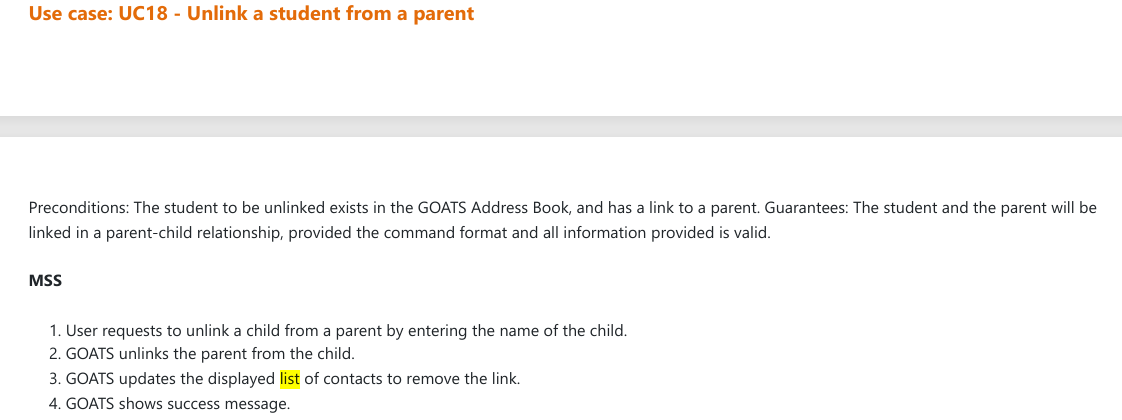 Use case: UC18 - Unlink a student from a parent
Preconditions: The student to be unlinked exists in the GOATS Address Book, and has a link to a parent. Guarantees: The student and the parent will be
linked in a parent-child relationship, provided the command format and all information provided is valid.
MSS
1. User requests to unlink a child from a parent by entering the name of the child.
2. GOATS unlinks the parent from the child.
3. GOATS updates the displayed list of contacts to remove the link.
4. GOATS shows success message.